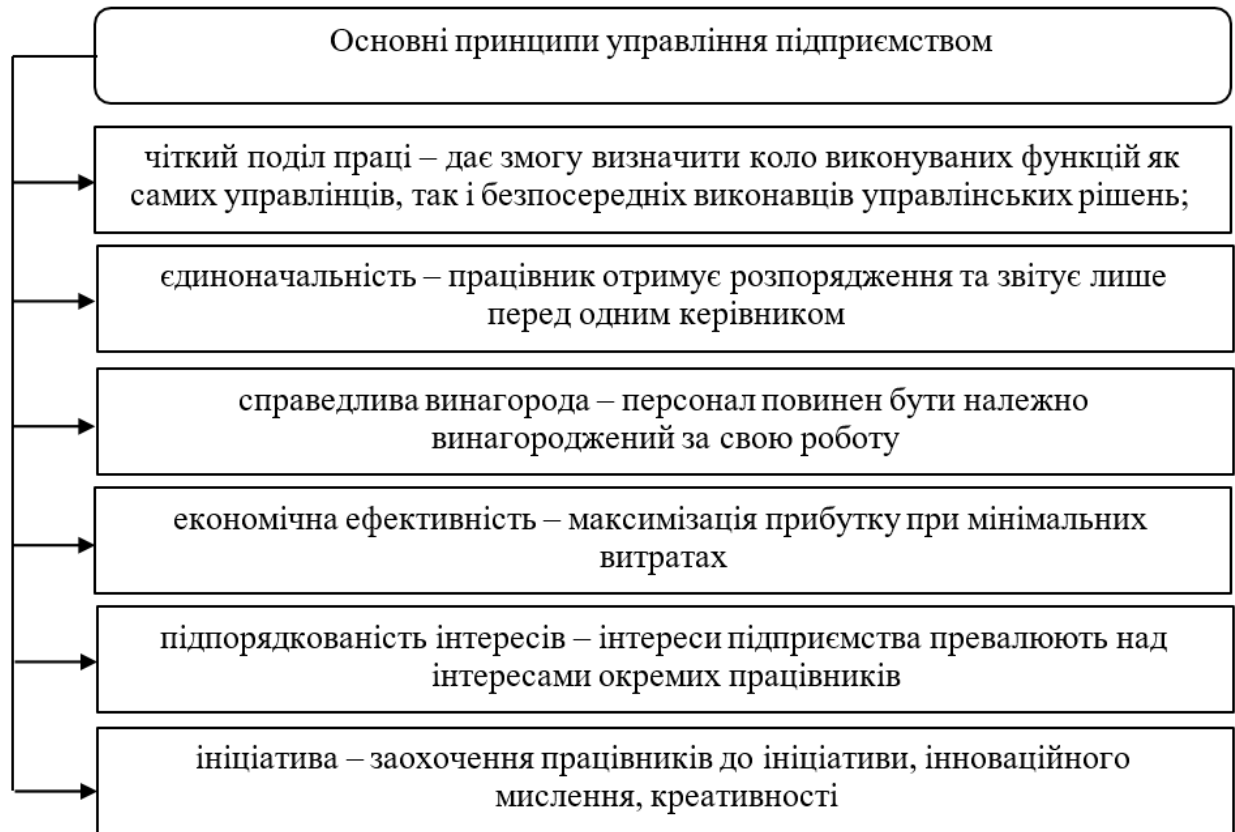 Основні принципи управління підприємством
чіткий поділ праці – дає змогу визначити коло виконуваних функцій як
самих управлінців, так і безпосередніх виконавців управлінських рішень;
єдиноначальність – працівник отримує розпорядження та звітує лише
перед одним керівником
справедлива винагорода – персонал повинен бути належно
винагороджений за свою роботу
економічна ефективність – максимізація прибутку при мінімальних
витратах
підпорядкованість інтересів – інтереси підприємства превалюють над
інтересами окремих працівників
ініціатива – заохочення працівників до ініціативи, інноваційного
мислення, креативності